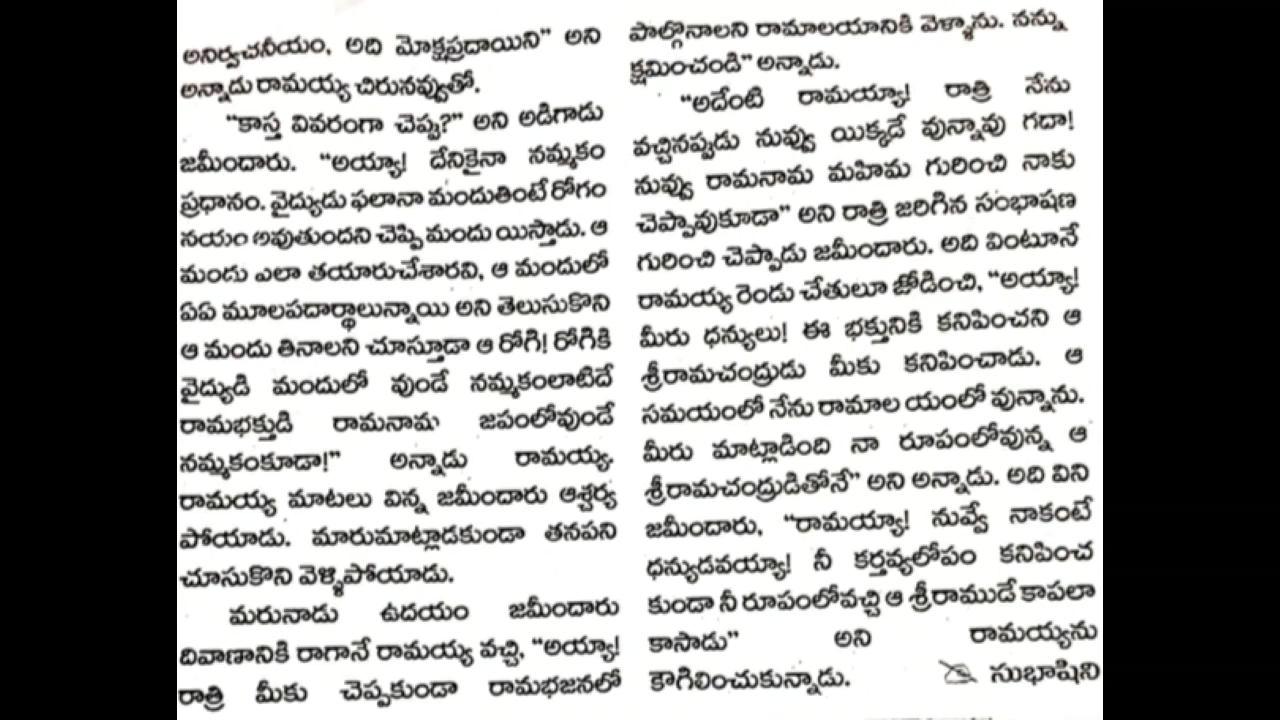 అనిర్వచనీయం, అది మోక్షప్రదాయిని” అని
అన్నాడు రామయ్య చిరునవ్వుతో.
“కాస్త వివరంగా చెప్పు?” అని అడిగాడు
జమీందారు. “అయ్యా! దేనికైనా నమ్మకం
ప్రధానం. వైద్యుడు ఫలానా మందుతింటే రోగం
నయం అవుతుందని చెప్పి మందు యిస్తాడు. ఆ
మందు ఎలా తయారుచేశారని, ఆ మందులో
ఏఏ మూలపదార్థాలున్నాయి అని తెలుసుకొని
ఆ మందు తినాలని చూస్తూడా ఆ రోగి! రోగికి
వైద్యుడి మందులో వుండే నమ్మకంలాటిదే
రామభక్తుడి రామనామ జపంలోవుండే
నమ్మకంకూడా!” అన్నాడు రామయ్య.
రామయ్య మాటలు విన్న జమీందారు ఆశ్చర్య
పోయాడు. మారుమాట్లాడకుండా తనపని
చూసుకొని వెళ్ళిపోయాడు.
మరునాడు ఉదయం జమీందారు
దివాణానికి రాగానే రామయ్య వచ్చి, “అయ్యా!
రాత్రి మీకు చెప్పకుండా రామభజనలో
పాల్గొనాలని రామాలయానికి వెళ్ళాను. నన్ను
క్షమించండి” అన్నాడు.
“అదేంటి రామయ్యా! రాత్రి నేను
వచ్చినప్పుడు నువ్వు యిక్కడే వున్నావు గదా!
నువ్వు రామనామ మహిమ గురించి నాకు
చెప్పావుకూడా” అని రాత్రి జరిగిన సంభాషణ
గురించి చెప్పాడు జమీందారు. అది వింటూనే
రామయ్య రెండు చేతులూ జోడించి, “అయ్యా!
మీరు ధన్యులు! ఈ భక్తునికి కనిపించని ఆ
శ్రీరామచంద్రుడు మీకు కనిపించాడు. ఆ
సమయంలో నేను రామాల యంలో వున్నాను.
మీరు మాట్లాడింది నా రూపంలోవున్న ఆ
శ్రీరామచంద్రుడితోనే” అని అన్నాడు. అది విని
జమీందారు, “రామయ్యా! నువ్వే నాకంటే
ధన్యుడవయ్యా! నీ కర్తవ్యలోపం కనిపించ
కుండా నీ రూపంలోవచ్చి ఆ శ్రీరాముడే కాపలా
కాసాడు” అని రామయ్యను
కౌగిలించుకున్నాడు. సుభాషిని